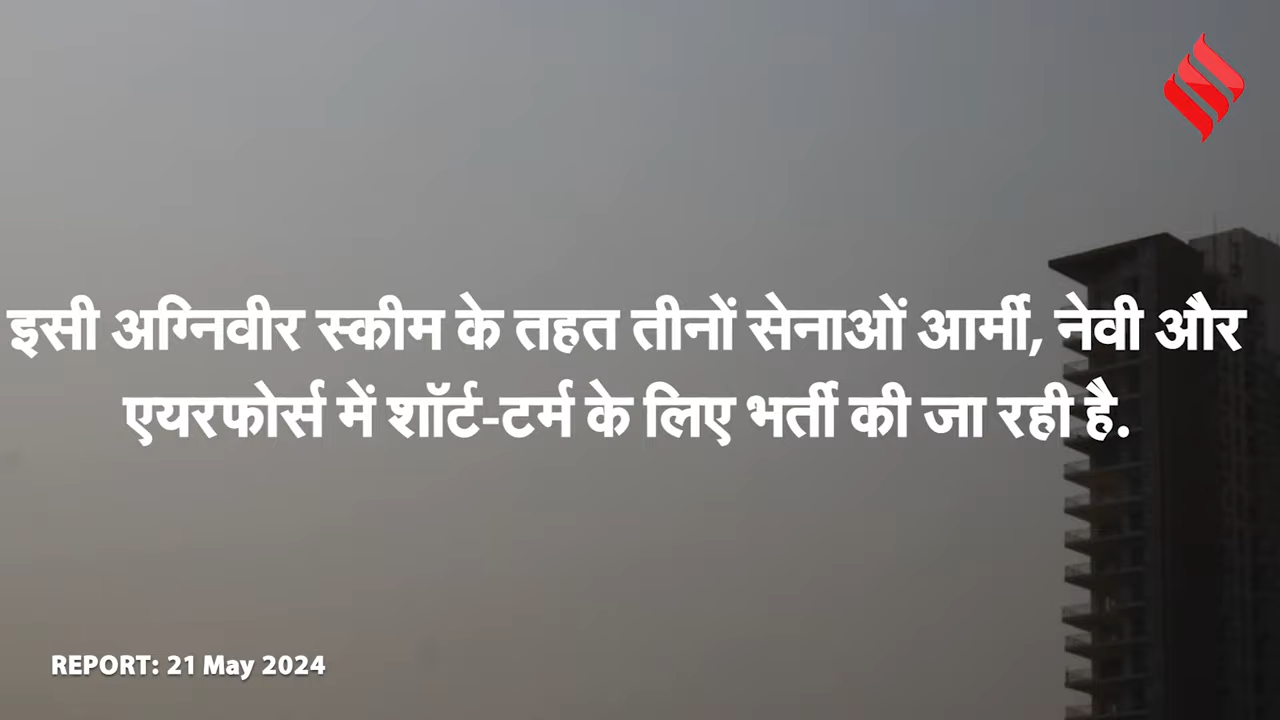 इसी अग्निवीर स्कीम के तहत तीनों सेनाओं आर्मी, नेवी और
एयरफोर्स में शॉर्ट-टर्म के लिए भर्ती की जा रही है.
REPORT: 21 May 2024